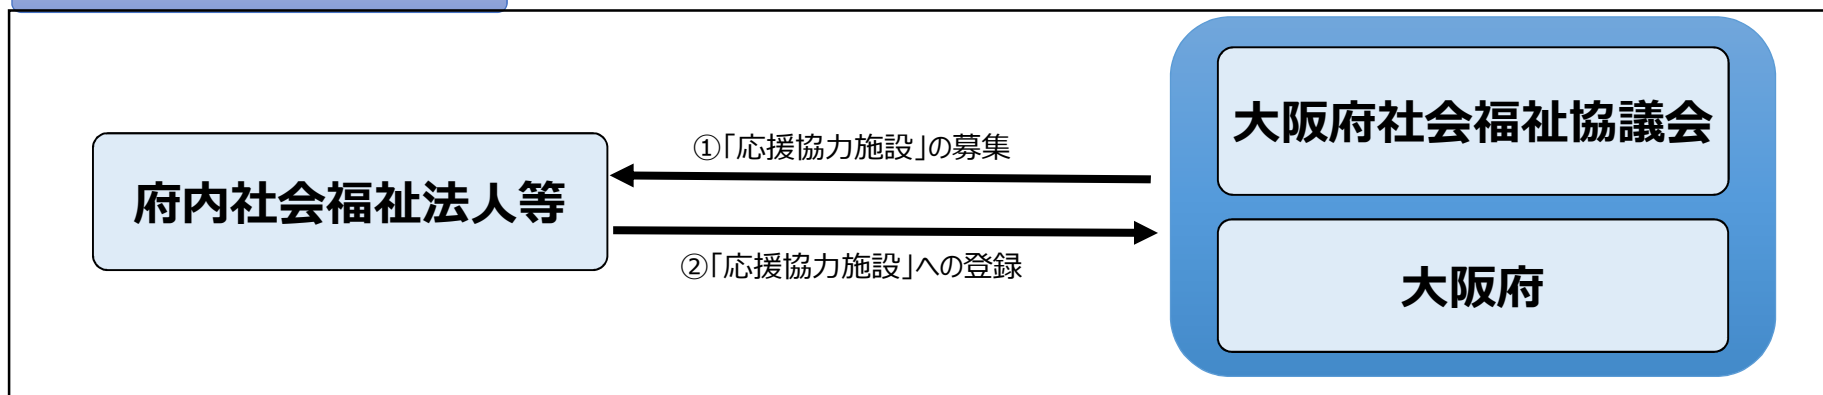 府内社会福祉法人等
①「応援協力施設」の募集
②「応援協力施設」への登録
大阪府社会福祉協議会
大阪府